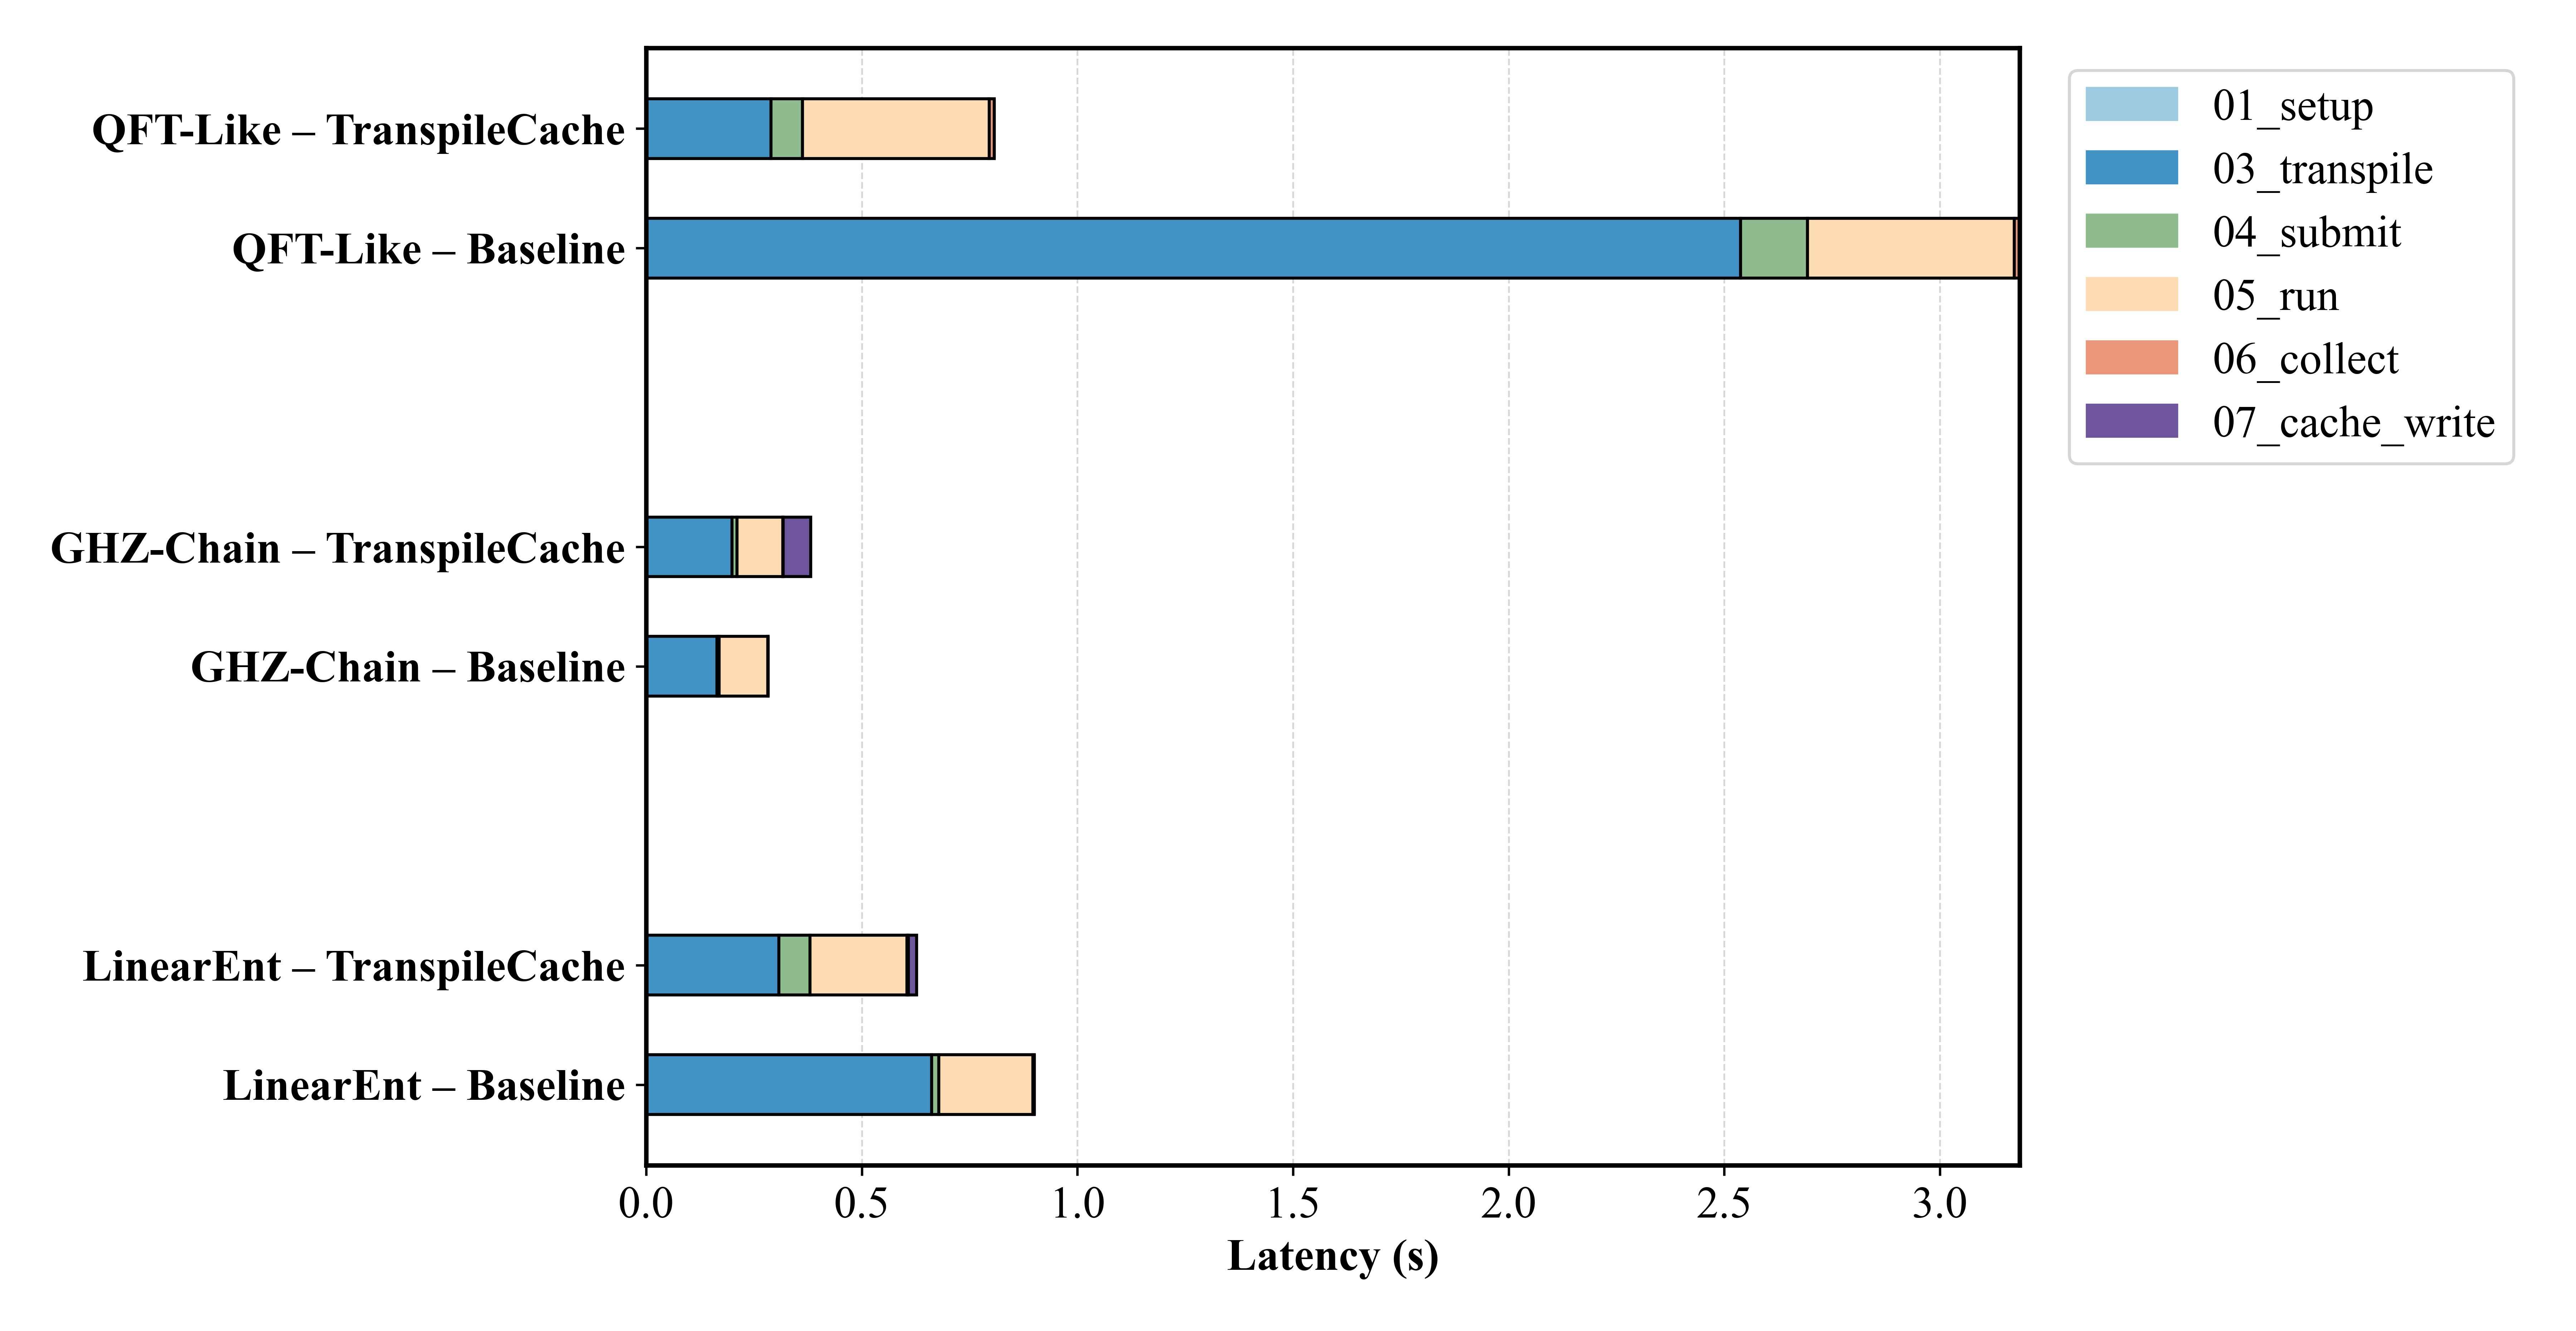 QFT-Like – TranspileCache
QFT-Like – Baseline
GHZ-Chain – TranspileCache
GHZ-Chain – Baseline
LinearEnt – TranspileCache
LinearEnt – Baseline
0.0 0.5 1.0 1.5 2.0 2.5 3.0
Latency (s)
01_setup
03_transpile
04_submit
05_run
06_collect
07_cache_write